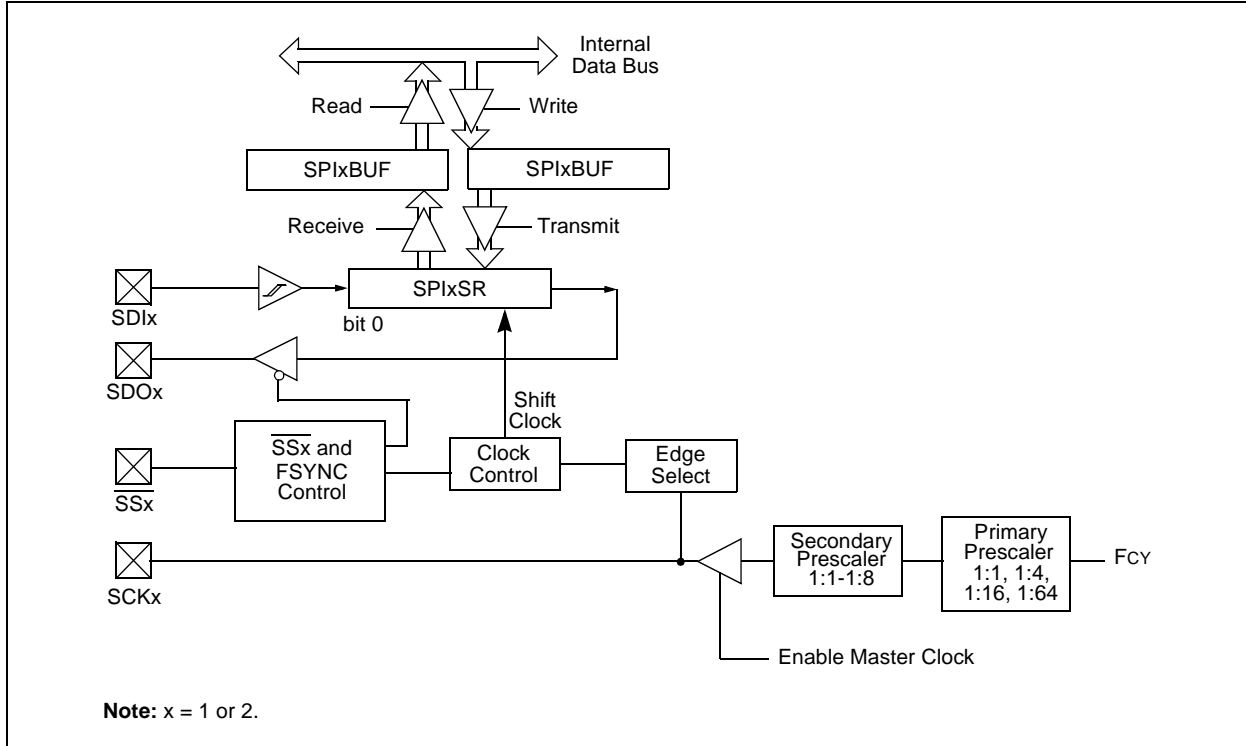 Internal
Data Bus
Read
Write
SPIxBUF
SPIxBUF
Receive
Transmit
SPIxSR
SDIx
bit 0
SDOx
Shift
Clock
SSx and
FSYNC
Control
Clock
Control
Edge
Select
SSx
Secondary
Prescaler
1:1-1:8
Primary
Prescaler
1:1, 1:4,
1:16, 1:64
FCY
SCKx
Enable Master Clock
Note: x = 1 or 2.